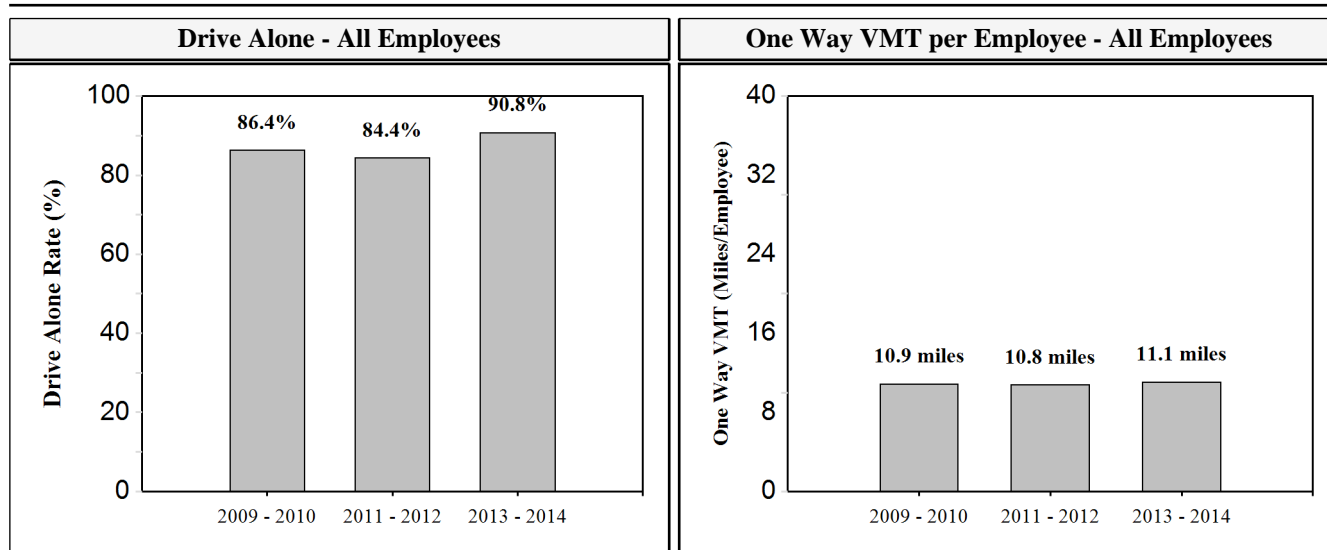 Drive Alone - All Employees
Drive Alone Rate (%)
100
80
60
40
20
0
86.4%
84.4%
90.8%
2009 - 2010
2011 - 2012
2013 - 2014
One Way VMT per Employee - All Employees
One Way VMT (Miles/Employee)
40
32
24
16
8
0
10.9 miles
10.8 miles
11.1 miles
2009 - 2010
2011 - 2012
2013 - 2014